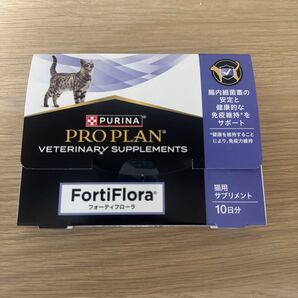 PURINA
PRO PLAN®
VETERINARY SUPPLEMENTS
腸内細菌叢の
安定と
健康的な
免疫維持*を
サポート
*健康を維持すること
により、免疫力維持
FortiFlora®
フォーティフローラ
猫用
サプリメント
10日分